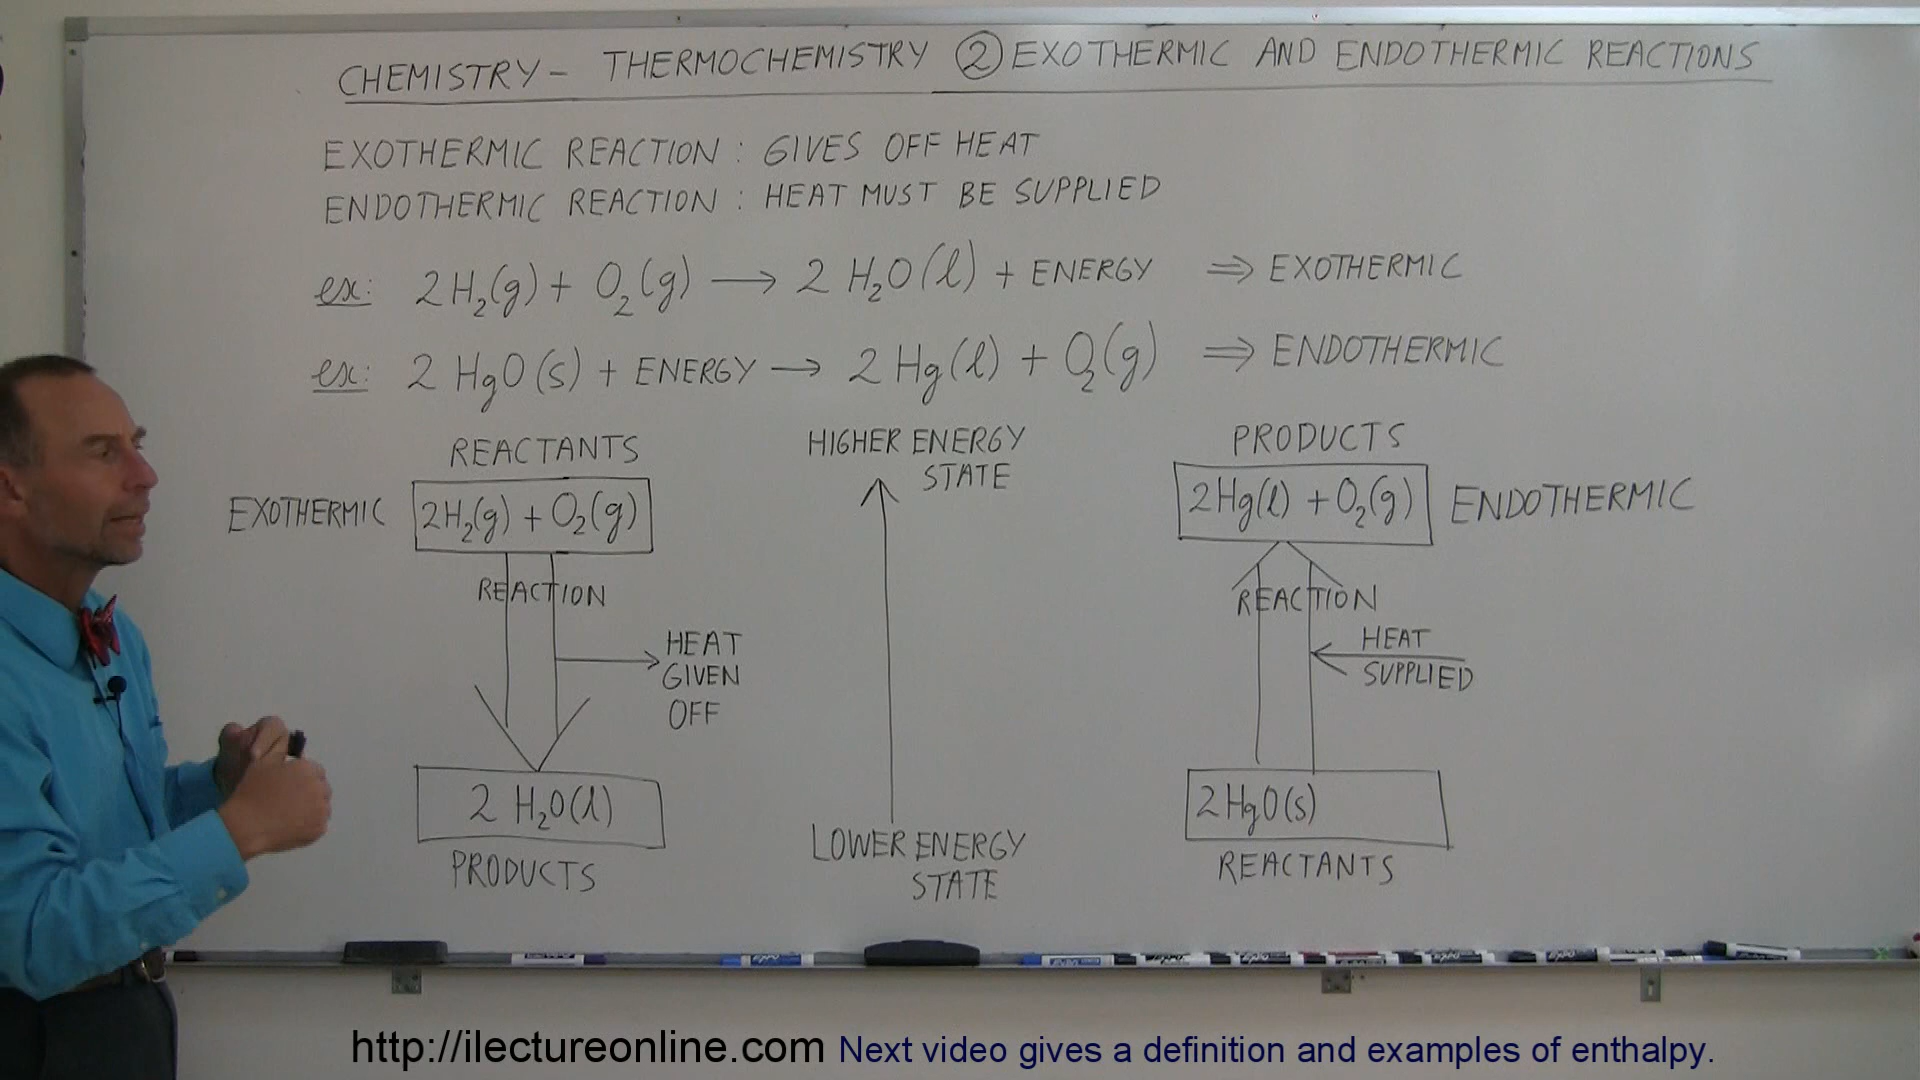 CHEMISTRY - THERMOCHEMISTRY ② EXOTHERMIC AND ENDOTHERMIC REACTIONS
EXOTHERMIC REACTION : GIVES OFF HEAT
ENDOTHERMIC REACTION : HEAT MUST BE SUPPLIED
ex: 2H₂(g) + O₂(g) → 2 H₂O(l) + ENERGY ⇒ EXOTHERMIC
ex: 2 HgO(s) + ENERGY → 2 Hg(l) + O₂(g) ⇒ ENDOTHERMIC
REACTANTS
EXOTHERMIC
2H₂(g) + O₂(g)
REACTION
HEAT
GIVEN
OFF
2 H₂O(l)
PRODUCTS
HIGHER ENERGY
STATE
LOWER ENERGY
STATE
PRODUCTS
2Hg(l) + O₂(g)
ENDOTHERMIC
REACTION
HEAT
SUPPLIED
2HgO(s)
REACTANTS
http://ilectureonline.com Next video gives a definition and examples of enthalpy.